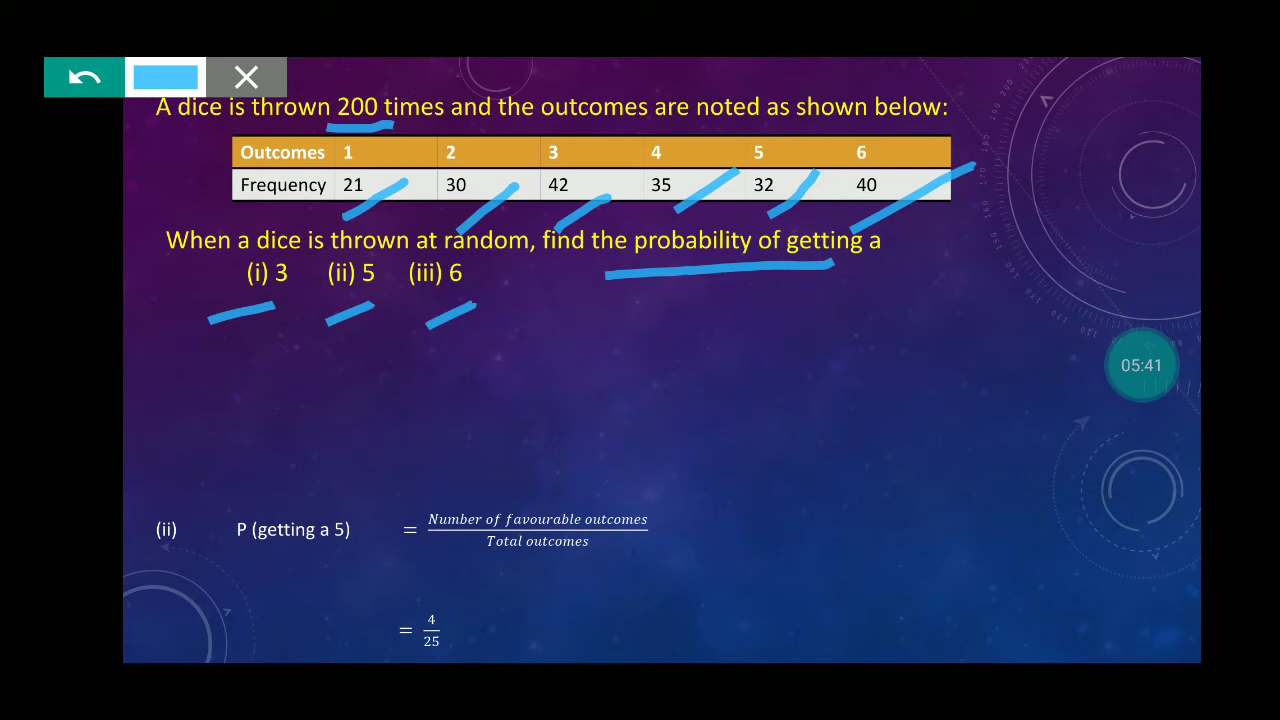 A dice is thrown 200 times and the outcomes are noted as shown below:
Outcomes 1 2 3 4 5 6
Frequency 21 30 42 35 32 40
When a dice is thrown at random, find the probability of getting a
(i) 3 (ii) 5 (iii) 6
05:41
(ii) P (getting a 5) = Number of favourable outcomes / Total outcomes
= 4/25